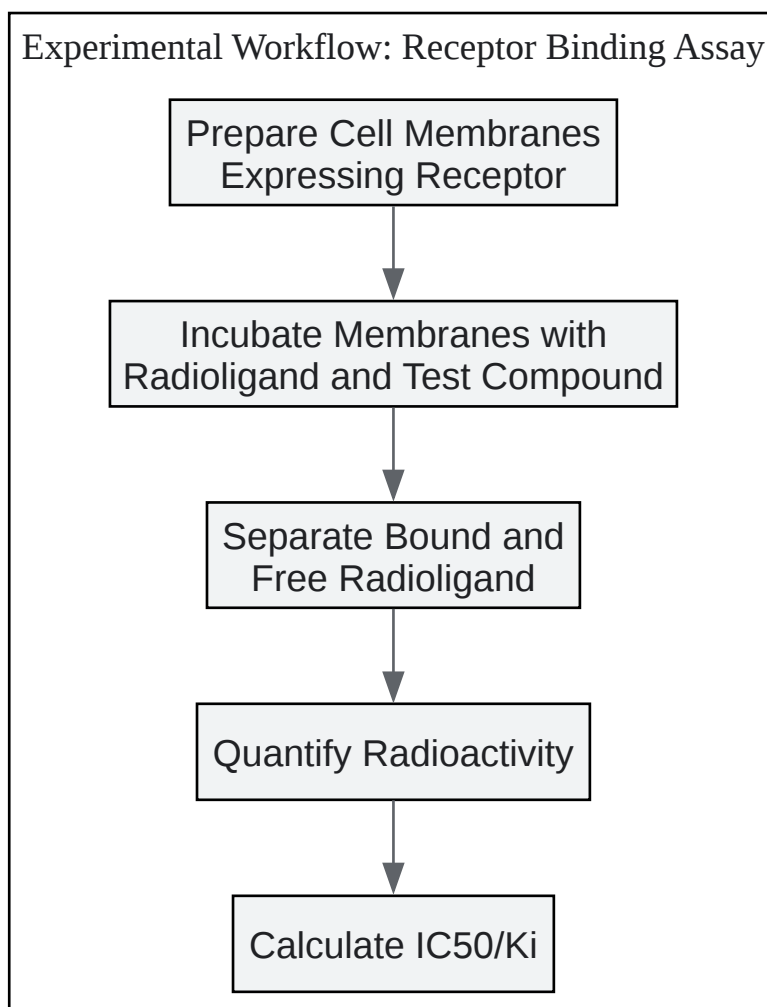 Experimental Workflow: Receptor Binding Assay
Prepare Cell Membranes
Expressing Receptor
Incubate Membranes with
Radioligand and Test Compound
Separate Bound and
Free Radioligand
Quantify Radioactivity
Calculate IC50/Ki